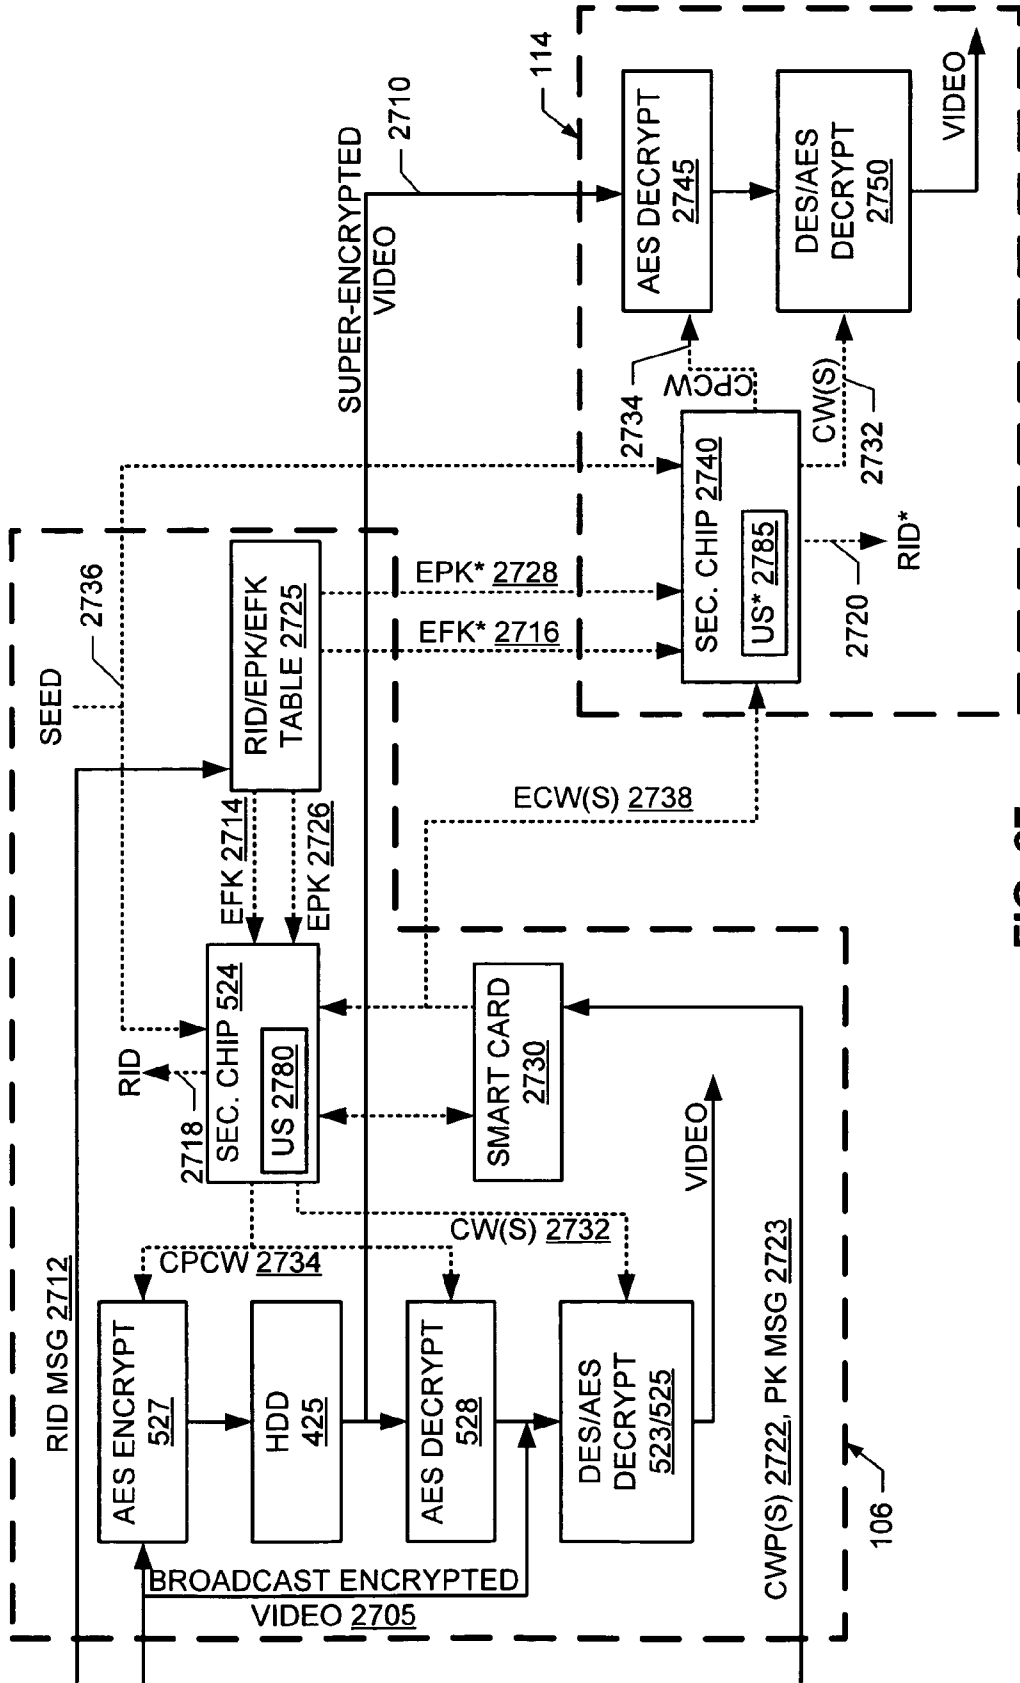 RID MSG 2712
BROADCAST ENCRYPTED
VIDEO 2705
AES ENCRYPT
527
HDD
425
AES DECRYPT
528
DES/AES
DECRYPT
523/525
CPCW 2734
CW(S) 2732
VIDEO
CWP(S) 2722, PK MSG 2723
106
RID
2718
SEC. CHIP 524
US 2780
SMART CARD
2730
EFK 2714
EPK 2726
SEED
2736
RID/EPK/EFK
TABLE 2725
EPK* 2728
EFK* 2716
ECW(S) 2738
SUPER-ENCRYPTED
VIDEO
2710
114
SEC. CHIP 2740
US* 2785
2720
RID*
2734
CPCW
CW(S)
2732
AES DECRYPT
2745
DES/AES
DECRYPT
2750
VIDEO